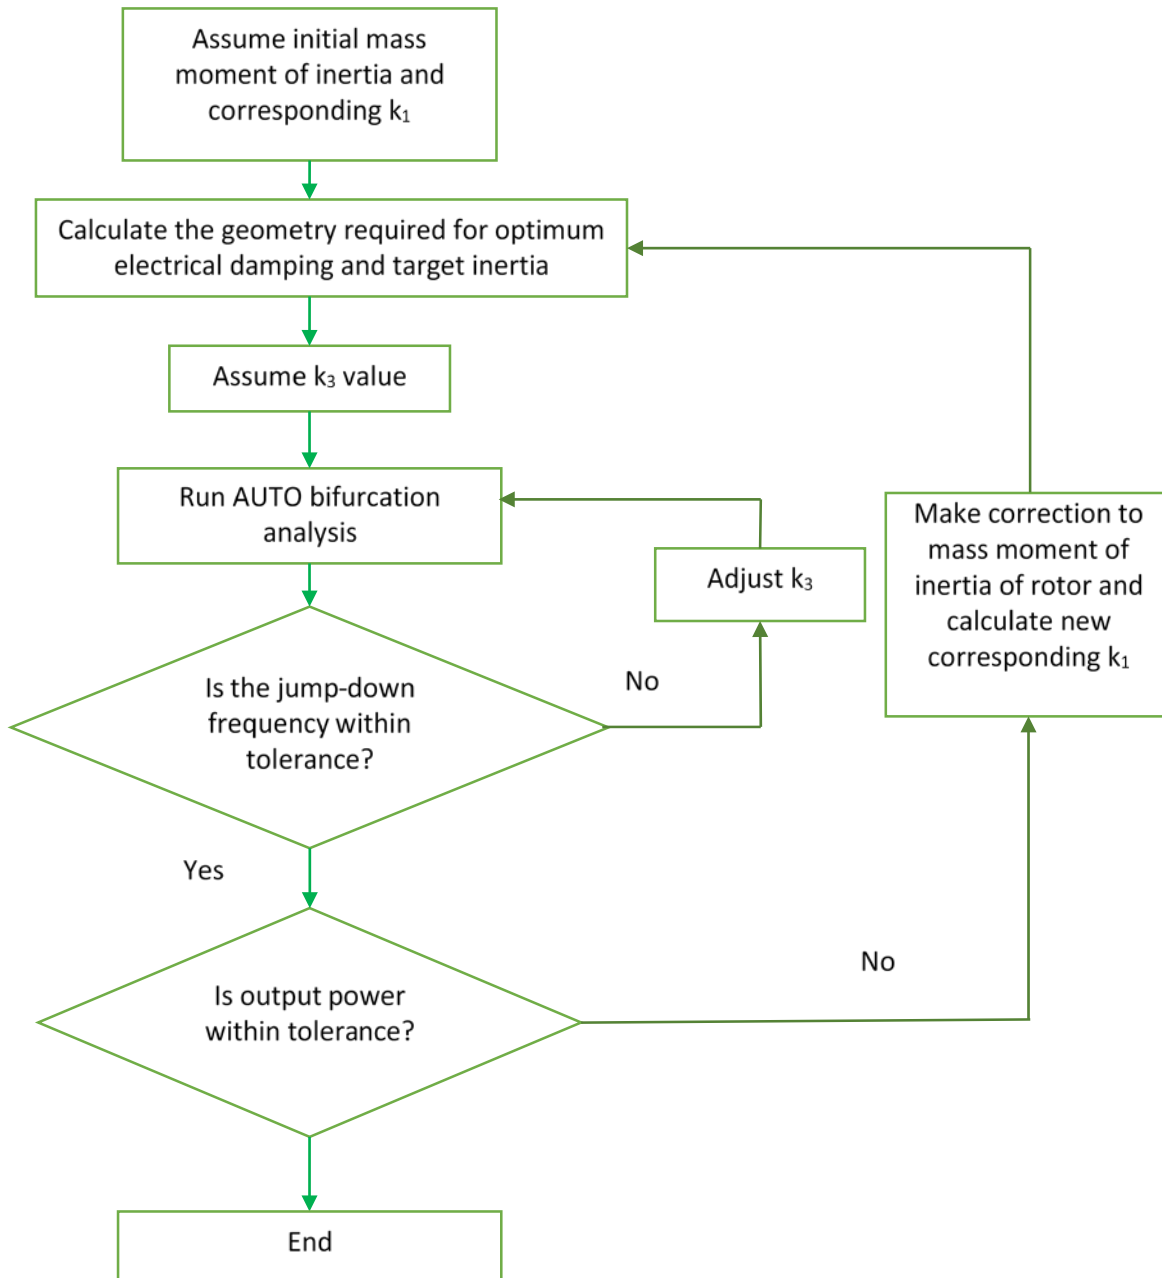 Assume initial mass
moment of inertia and
corresponding k₁
Calculate the geometry required for optimum
electrical damping and target inertia
Assume k₃ value
Run AUTO bifurcation
analysis
Adjust k₃
Make correction to
mass moment of
inertia of rotor and
calculate new
corresponding k₁
Is the jump-down
frequency within
tolerance?
No
Yes
Is output power
within tolerance?
No
End